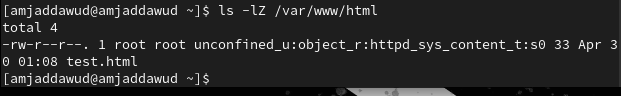 [amjaddawud@amjaddawud ~]$ ls -lZ /var/www/html
total 4
-rw-r--r--. 1 root root unconfined_u:object_r:httpd_sys_content_t:s0 33 Apr 3
0 01:08 test.html
[amjaddawud@amjaddawud ~]$